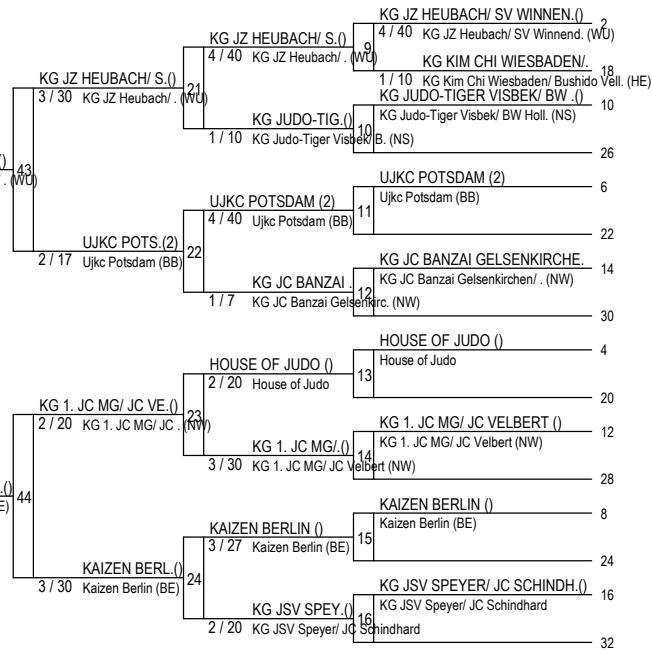 KG JZ HEUBACH/ SV WINNEN.() 2
4 / 40 KG JZ Heubach/ SV Winnend. (WU)
9
KG KIM CHI WIESBADEN/. 18
1 / 10 KG Kim Chi Wiesbaden/ Bushido Vell. (HE)
KG JZ HEUBACH/ S.()
4 / 40 KG JZ Heubach/ . (WU)
21
KG JZ HEUBACH/ S.()
3 / 30 KG JZ Heubach/ . (WU)
KG JUDO-TIGER VISBEK/ BW .() 10
KG Judo-Tiger Visbek/ BW Holl. (NS)
10
26
KG JUDO-TIG.()
1 / 10 KG Judo-Tiger Visbek/ B. (NS)
()
43
. (WU)
UJKC POTSDAM (2) 6
Ujkc Potsdam (BB)
11
22
UJKC POTSDAM (2)
4 / 40 Ujkc Potsdam (BB)
22
UJKC POTS.(2)
2 / 17 Ujkc Potsdam (BB)
KG JC BANZAI GELSENKIRCHE. 14
KG JC Banzai Gelsenkirchen/ . (NW)
12
30
KG JC BANZAI .
1 / 7 KG JC Banzai Gelsenkirc. (NW)
HOUSE OF JUDO () 4
House of Judo
13
20
HOUSE OF JUDO ()
2 / 20 House of Judo
23
KG 1. JC MG/ JC VE.()
2 / 20 KG 1. JC MG/ JC . (NW)
KG 1. JC MG/ JC VELBERT () 12
KG 1. JC MG/ JC Velbert (NW)
14
28
KG 1. JC MG/.()
3 / 30 KG 1. JC MG/ JC Velbert (NW)
.()
44
E)
KAIZEN BERLIN () 8
Kaizen Berlin (BE)
15
24
KAIZEN BERLIN ()
3 / 27 Kaizen Berlin (BE)
24
KAIZEN BERL.()
3 / 30 Kaizen Berlin (BE)
KG JSV SPEYER/ JC SCHINDH.() 16
KG JSV Speyer/ JC Schindhard
16
32
KG JSV SPEY.()
2 / 20 KG JSV Speyer/ JC Schindhard